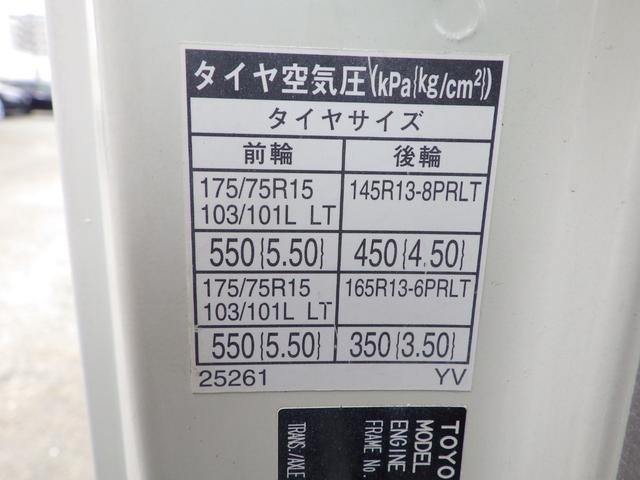 タイヤ空気圧(kPa{kg/cm²})
タイヤサイズ
前輪 後輪
175/75R15 103/101L LT 145R13-8PRLT
550{5.50} 450{4.50}
175/75R15 103/101L LT 165R13-6PRLT
550{5.50} 350{3.50}
25261 YV
TOYO
MODEL
ENGINE
FRAME No.
TRANS./AXLE